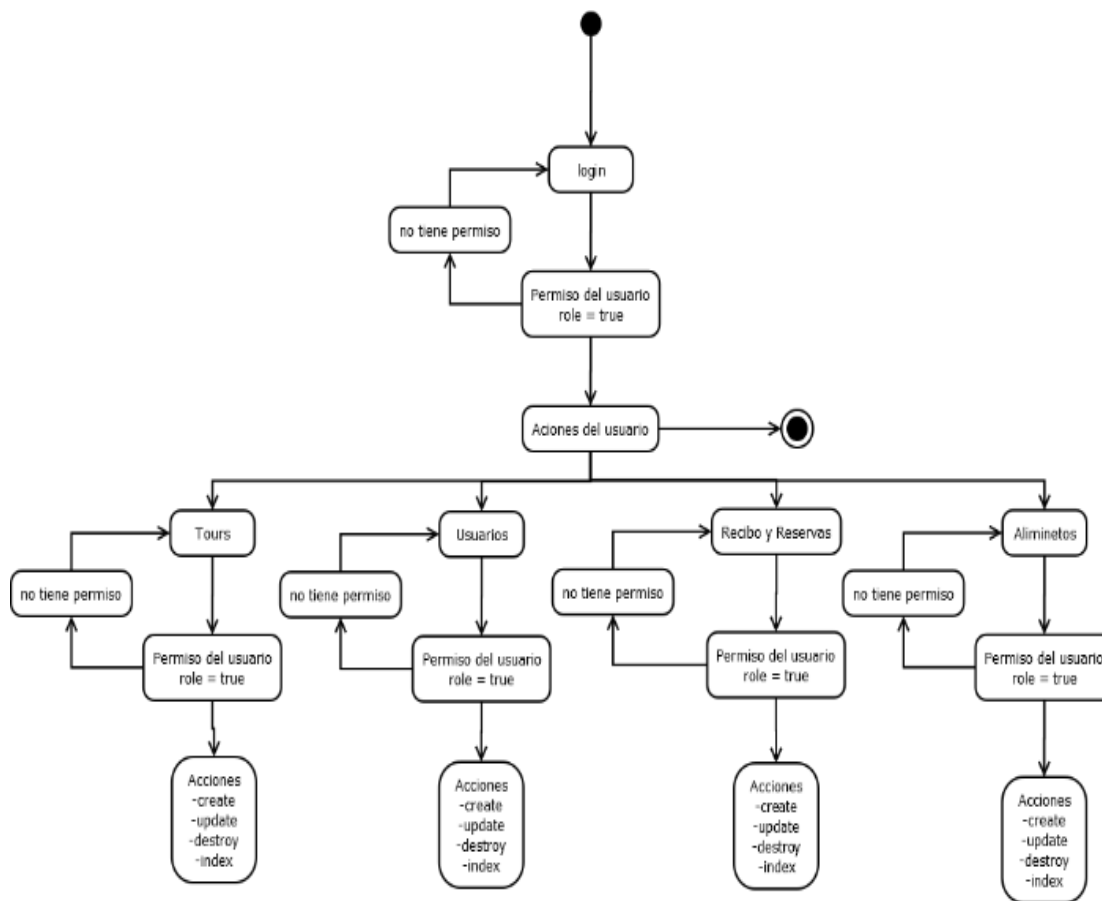 login
no tiene permiso
Permiso del usuario
role = true
Aciones del usuario
Tours
Usuarios
Recibo y Reservas
Aliminetos
no tiene permiso
no tiene permiso
no tiene permiso
no tiene permiso
Permiso del usuario
role = true
Permiso del usuario
role = true
Permiso del usuario
role = true
Permiso del usuario
role = true
Acciones
-create
-update
-destroy
-index
Acciones
-create
-update
-destroy
-index
Acciones
-create
-update
-destroy
-index
Acciones
-create
-update
-destroy
-index